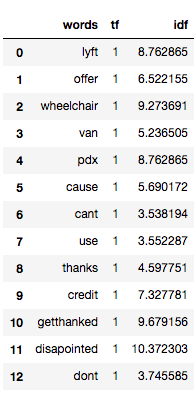 words tf idf
0 lyft 1 8.762865
1 offer 1 6.522155
2 wheelchair 1 9.273691
3 van 1 5.236505
4 pdx 1 8.762865
5 cause 1 5.690172
6 cant 1 3.538194
7 use 1 3.552287
8 thanks 1 4.597751
9 credit 1 7.327781
10 getthanked 1 9.679156
11 disapointed 1 10.372303
12 dont 1 3.745585